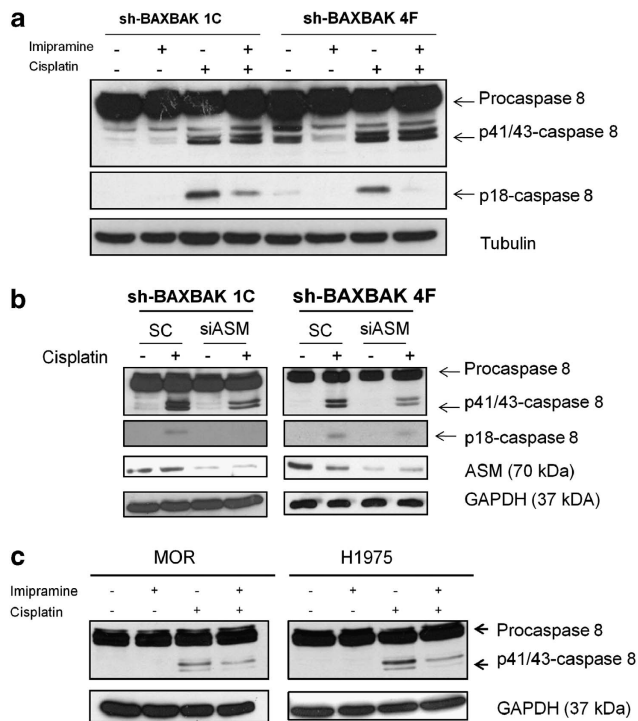 a
sh-BAXBAK 1C sh-BAXBAK 4F
Imipramine - + - + - + - +
Cisplatin - - + + - - + +
Procaspase 8
p41/43-caspase 8
p18-caspase 8
Tubulin
b
sh-BAXBAK 1C sh-BAXBAK 4F
SC siASM SC siASM
Cisplatin - + - + - + - +
Procaspase 8
p41/43-caspase 8
p18-caspase 8
ASM (70 kDa)
GAPDH (37 kDA)
c
MOR H1975
Imipramine - + - + - + - +
Cisplatin - - + + - - + +
Procaspase 8
p41/43-caspase 8
GAPDH (37 kDa)